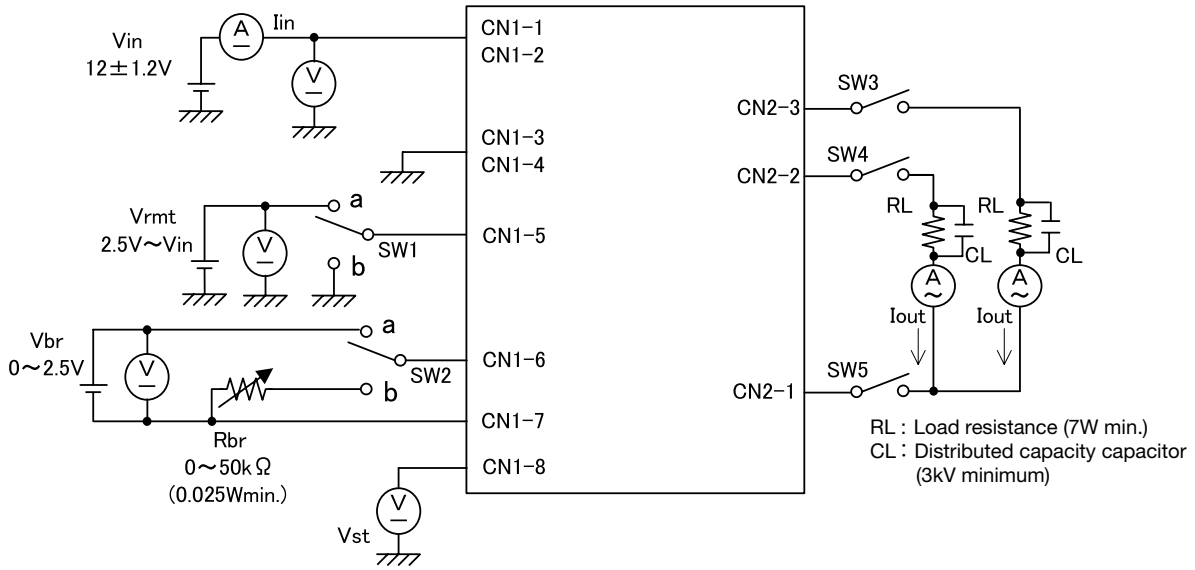 Vin
12±1.2V
A
Iin
V
CN1-1
CN1-2
CN1-3
CN1-4
Vrmt
2.5V～Vin
V
a
SW1
b
CN1-5
Vbr
0～2.5V
V
a
SW2
b
CN1-6
CN1-7
Rbr
0～50kΩ
(0.025Wmin.)
CN1-8
V
Vst
CN2-3
SW3
CN2-2
SW4
RL
CL
RL
CL
A
~
A
~
Iout
Iout
CN2-1
SW5
RL : Load resistance (7W min.)
CL : Distributed capacity capacitor
(3kV minimum)